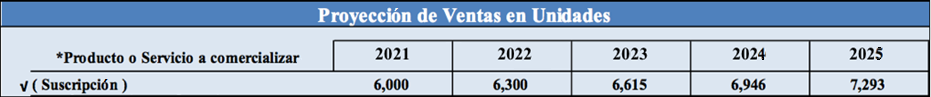 Proyección de Ventas en Unidades
*Producto o Servicio a comercializar 2021 2022 2023 2024 2025
√ ( Suscripción ) 6,000 6,300 6,615 6,946 7,293